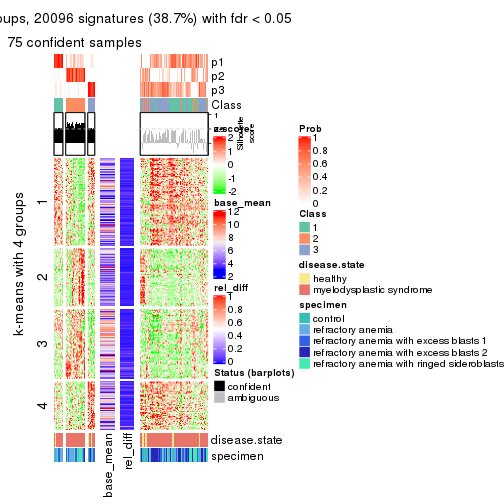 oups, 20096 signatures (38.7%) with fdr < 0.05
75 confident samples
p1
p2
p3
Class
1
Silhouette
score
z-score
2
1
0
-1
-2
base_mean
12
10
8
6
4
2
rel_diff
1
0.8
0.6
0.4
0.2
0
Status (barplots)
confident
ambiguous
Prob
1
0.8
0.6
0.4
0.2
0
Class
1
2
3
disease.state
healthy
myelodysplastic syndrome
specimen
control
refractory anemia
refractory anemia with excess blasts 1
refractory anemia with excess blasts 2
refractory anemia with ringed sideroblasts
k-means with 4 groups
1
2
3
4
disease.state
specimen
base_mean
rel_diff